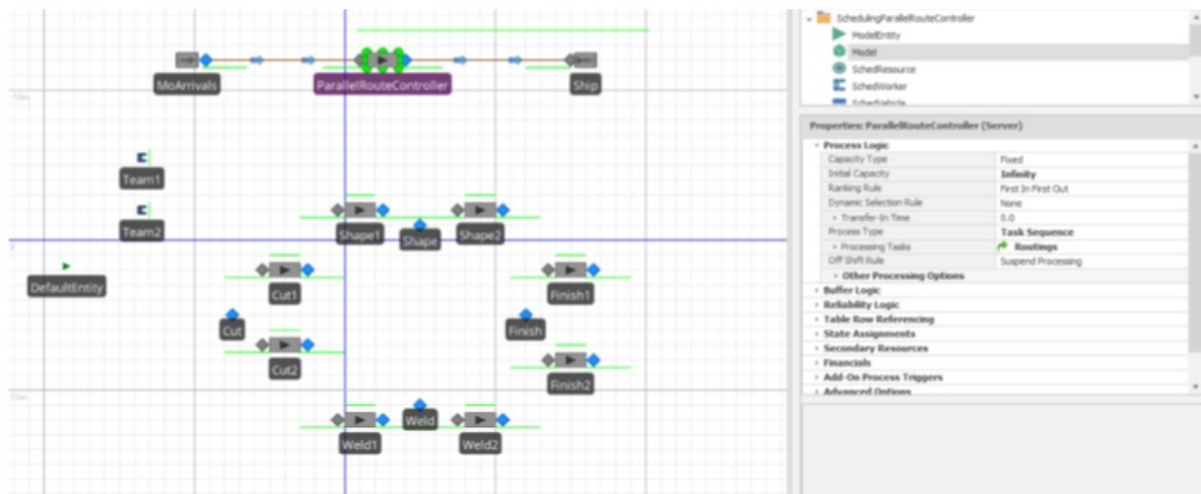 SchedulingParallelRouteController
ModelEntity
Model
SchedResource
SchedWorker
SchedVehicle
MoArrivals
ParallelRouteController
Ship
Team1
Team2
DefaultEntity
Shape1
Shape
Shape2
Cut1
Cut
Cut2
Finish1
Finish
Finish2
Weld1
Weld
Weld2
Properties: ParallelRouteController (Server)
Process Logic
Capacity Type Fixed
Initial Capacity Infinity
Ranking Rule First In First Out
Dynamic Selection Rule None
Transfer-In Time 0.0
Process Type Task Sequence
Processing Tasks Routings
Off Shift Rule Suspend Processing
Other Processing Options
Buffer Logic
Reliability Logic
Table Row Referencing
State Assignments
Secondary Resources
Financials
Add-On Process Triggers
Advanced Options